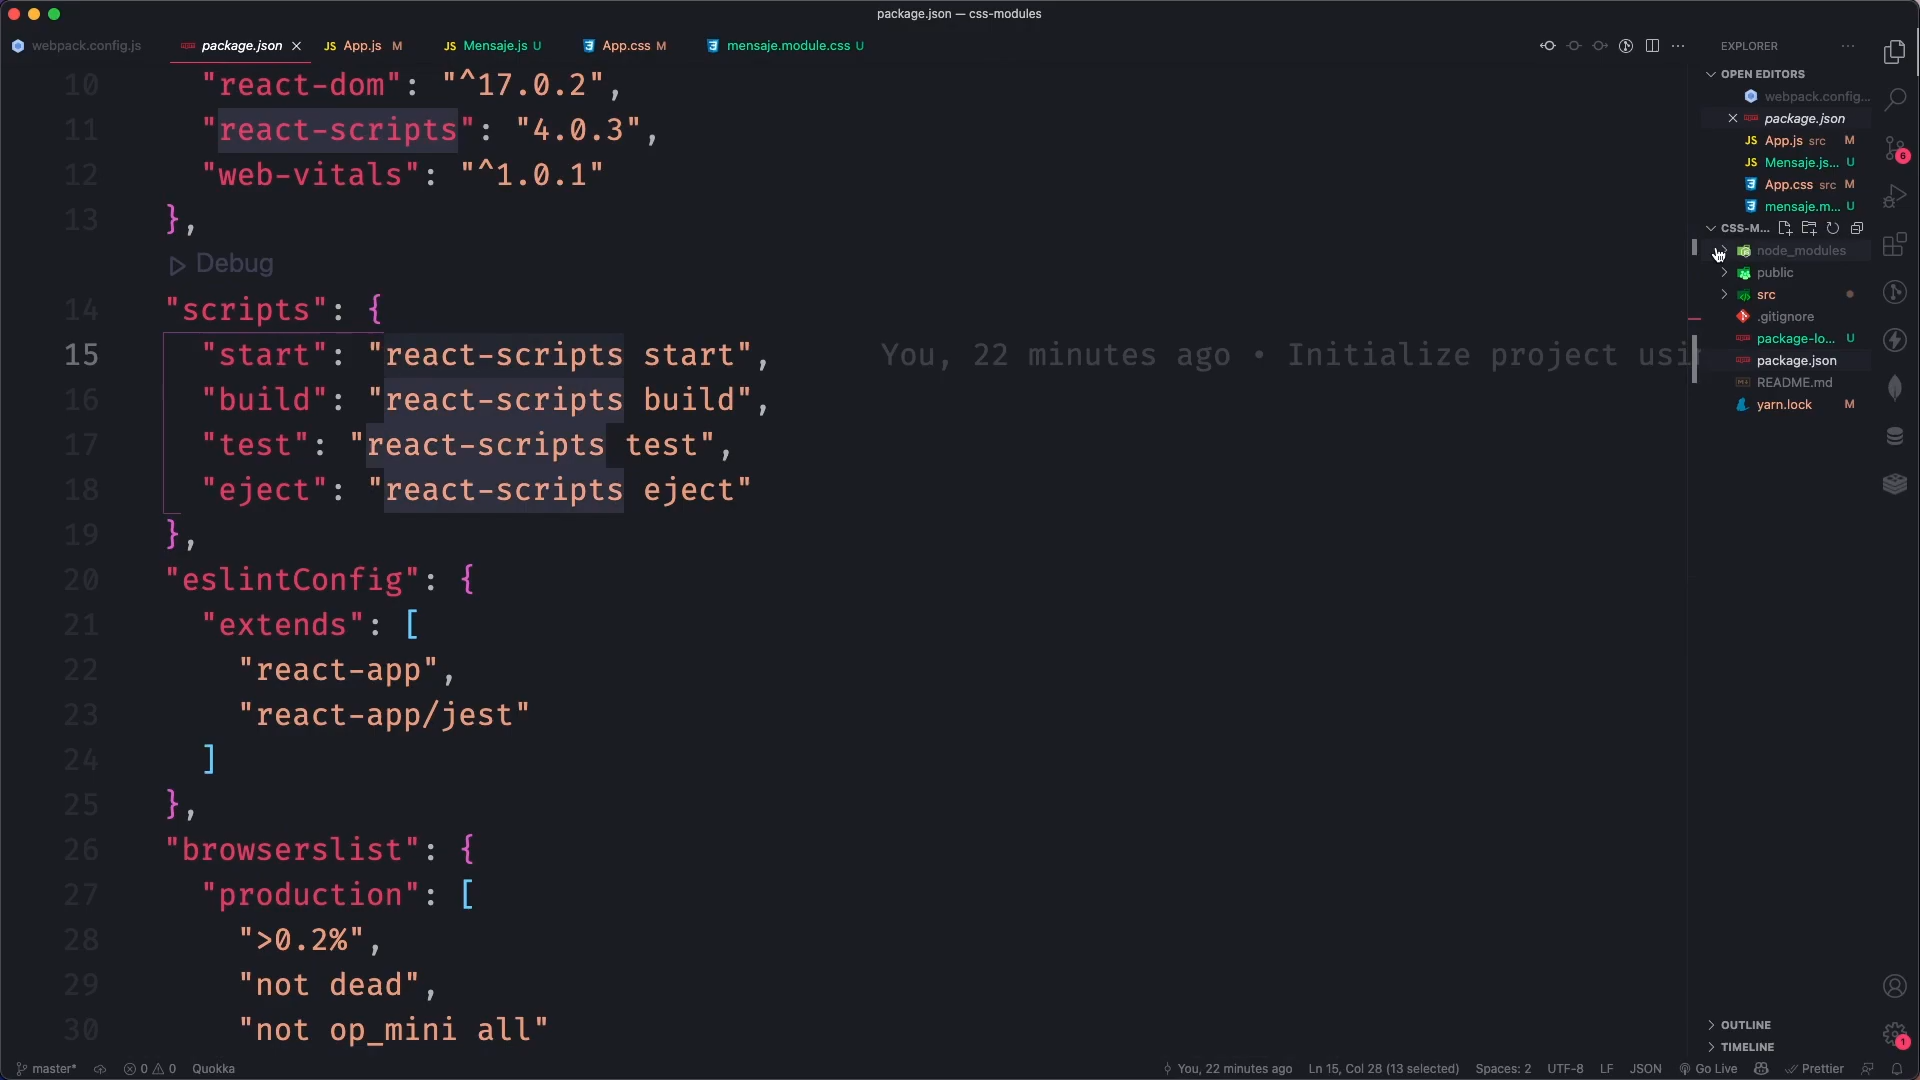 package.json — css-modules
webpack.config.js
package.json
JS App.js M
JS Mensaje.js U
App.css M
mensaje.module.css U
EXPLORER
OPEN EDITORS
webpack.config...
package.json
JS App.js src M
JS Mensaje.js... U
App.css src M
mensaje.m... U
CSS-M...
node_modules
public
src
.gitignore
package-lo... U
package.json
README.md
yarn.lock M
OUTLINE
TIMELINE
10 "react-dom": "^17.0.2",
11 "react-scripts": "4.0.3",
12 "web-vitals": "^1.0.1"
13 },
Debug
14 "scripts": {
15 "start": "react-scripts start", You, 22 minutes ago • Initialize project usin
16 "build": "react-scripts build",
17 "test": "react-scripts test",
18 "eject": "react-scripts eject"
19 },
20 "eslintConfig": {
21 "extends": [
22 "react-app",
23 "react-app/jest"
24 ]
25 },
26 "browserslist": {
27 "production": [
28 ">0.2%",
29 "not dead",
30 "not op_mini all"
6
1
master*
0 0
Quokka
You, 22 minutes ago
Ln 15, Col 28 (13 selected)
Spaces: 2
UTF-8
LF
JSON
Go Live
Prettier